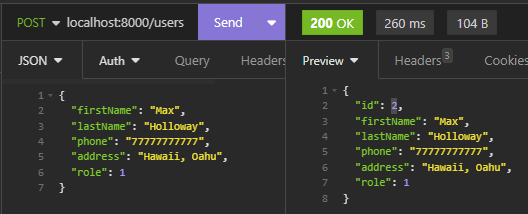 POST localhost:8000/users Send
200 OK 260 ms 104 B
JSON Auth Query Headers
Preview Headers 3 Cookies
1 {
2 "firstName": "Max",
3 "lastName": "Holloway",
4 "phone": "77777777777",
5 "address": "Hawaii, Oahu",
6 "role": 1
7 }
1 {
2 "id": 2,
3 "firstName": "Max",
4 "lastName": "Holloway",
5 "phone": "77777777777",
6 "address": "Hawaii, Oahu",
7 "role": 1
8 }